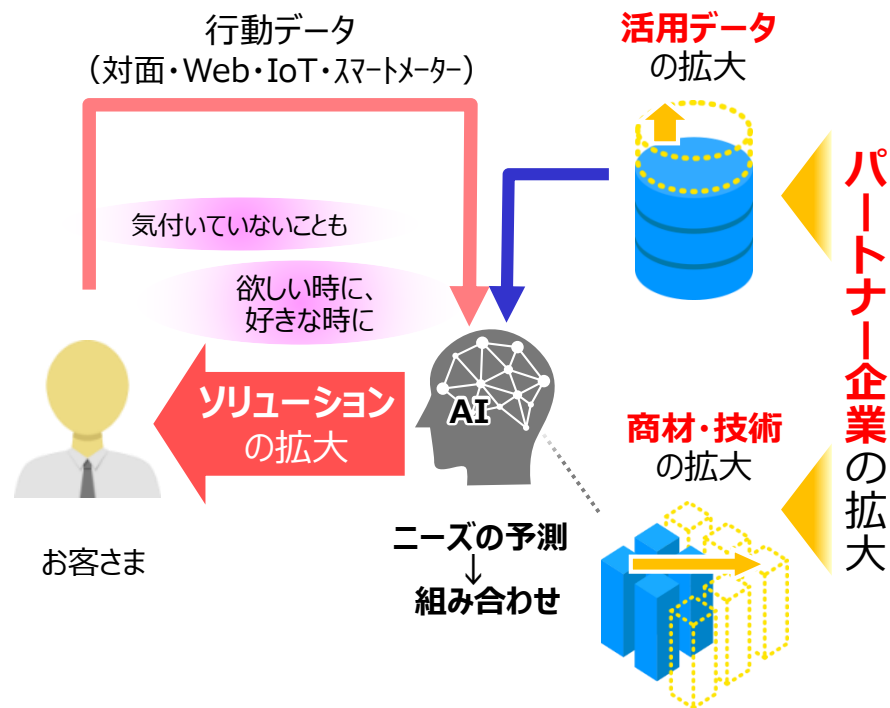 行動データ
（対面・Web・IoT・ｽﾏｰﾄﾒｰﾀｰ）
活用データ
の拡大
気付いていないことも
欲しい時に、
好きな時に
ソリューション
の拡大
AI
お客さま
ニーズの予測
↓
組み合わせ
商材・技術
の拡大
パートナー企業の拡大